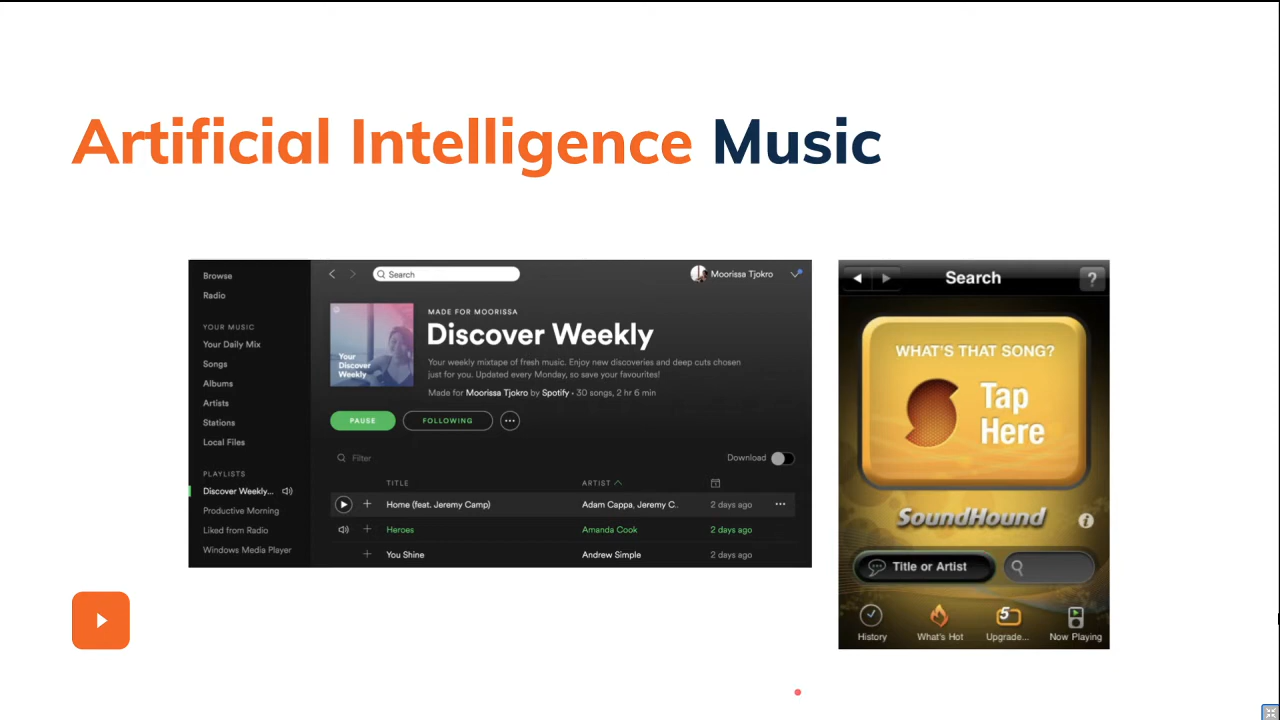 Artificial Intelligence Music
Browse
Radio
YOUR MUSIC
Your Daily Mix
Songs
Albums
Artists
Stations
Local Files
PLAYLISTS
Discover Weekly...
Productive Morning
Liked from Radio
Windows Media Player
Search
Moorissa Tjokro
Your
Discover
Weekly
MADE FOR MOORISSA
Discover Weekly
Your weekly mixtape of fresh music. Enjoy new discoveries and deep cuts chosen
just for you. Updated every Monday, so save your favourites!
Made for Moorissa Tjokro by Spotify • 30 songs, 2 hr 6 min
PAUSE
FOLLOWING
Filter
Download
TITLE ARTIST
Home (feat. Jeremy Camp) Adam Cappa, Jeremy C.. 2 days ago
Heroes Amanda Cook 2 days ago
You Shine Andrew Simple 2 days ago
Search
?
WHAT'S THAT SONG?
Tap
Here
SoundHound
i
Title or Artist
5
History What's Hot Upgrade... Now Playing